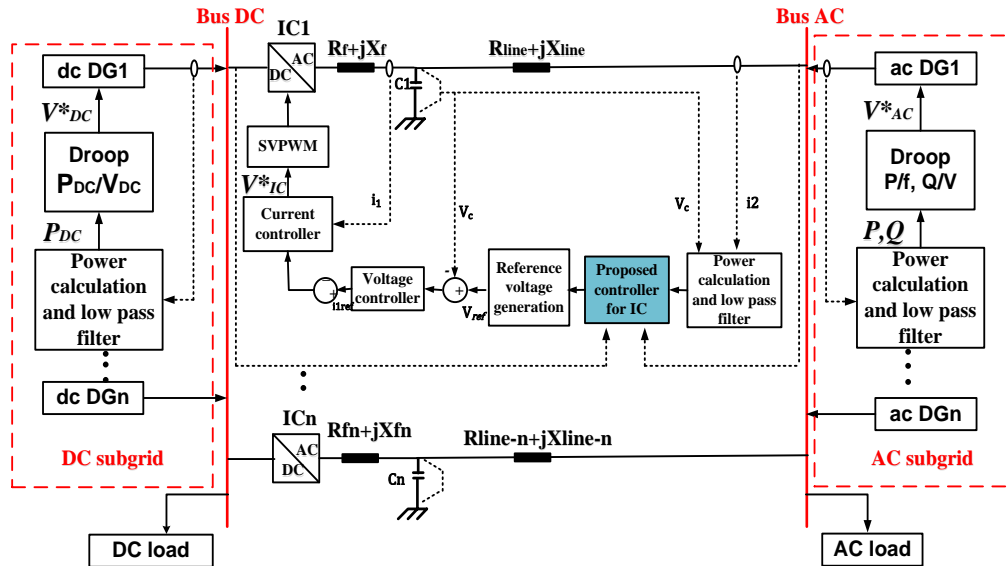 Bus DC
IC1
Bus AC
dc DG1
V*DC
Droop
PDC/VDC
PDC
Power
calculation
and low pass
filter
dc DGn
DC subgrid
DC load
AC
DC
Rf+jXf
C1
Rline+jXline
SVPWM
V*IC
Current
controller
i1
Vc
Vc
i2
i1ref
Voltage
controller
-
+
Vref
Reference
voltage
generation
Proposed
controller
for IC
Power
calculation
and low pass
filter
ICn
AC
DC
Rfn+jXfn
Cn
Rline-n+jXline-n
ac DG1
V*AC
Droop
P/f, Q/V
P,Q
Power
calculation
and low pass
filter
ac DGn
AC subgrid
AC load